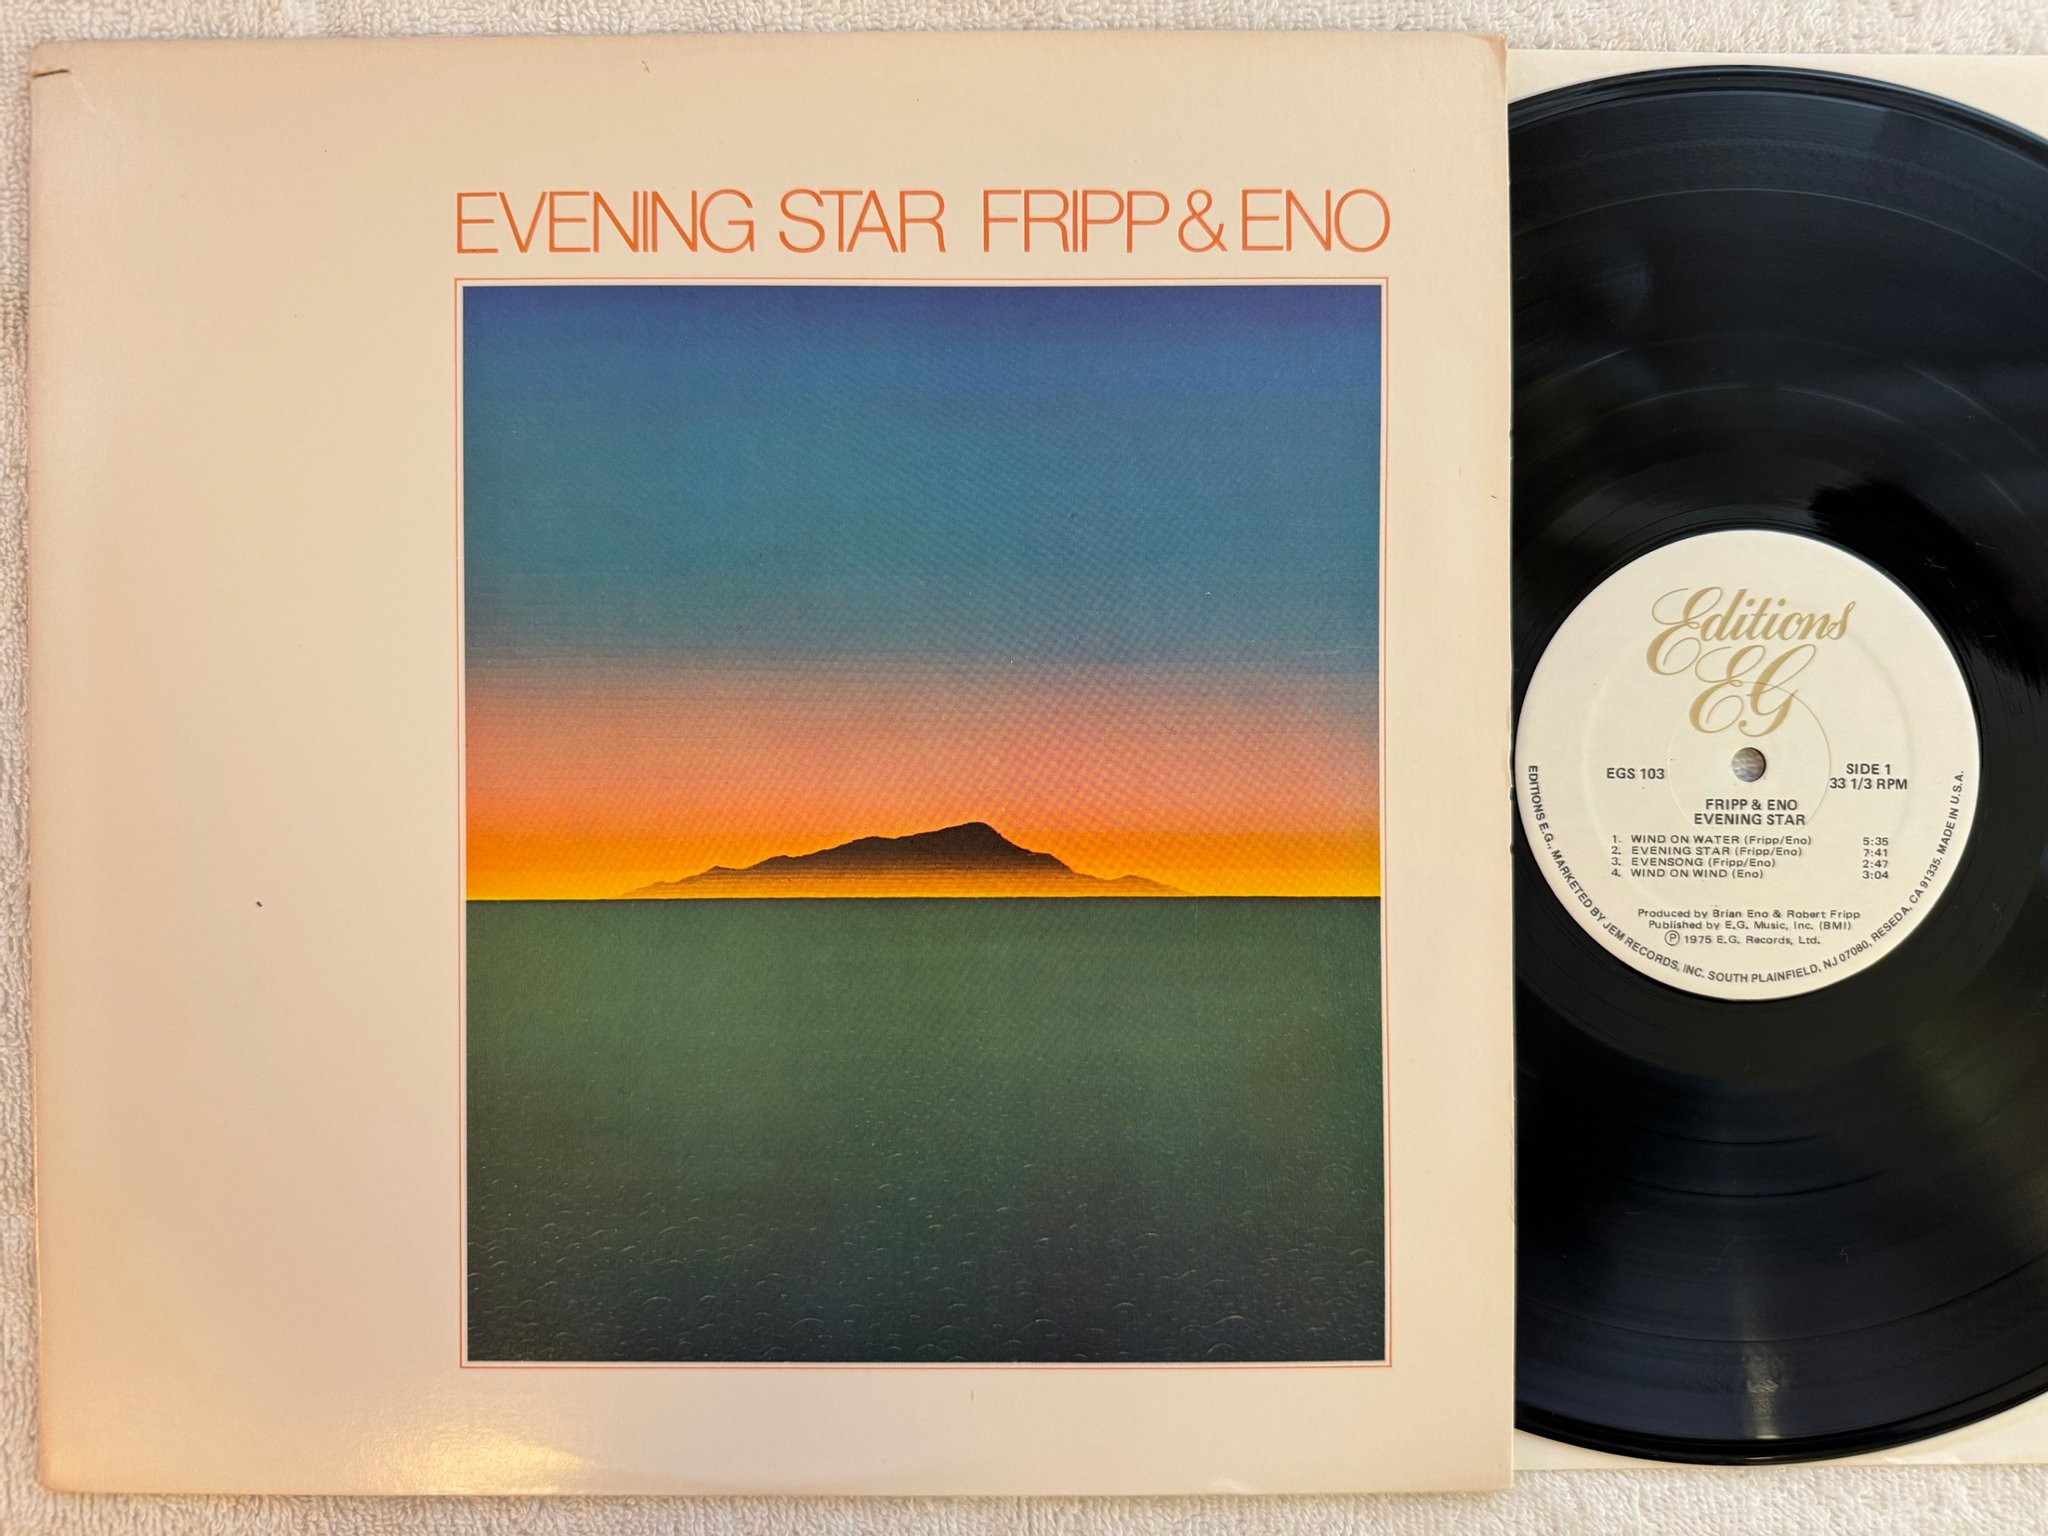 EVENING STAR FRIPP & ENO
Editions
EG
EGS 103
SIDE 1
33 1/3 RPM
FRIPP & ENO
EVENING STAR
1. WIND ON WATER (Fripp/Eno) 5:35
2. EVENING STAR (Fripp/Eno) 7:41
3. EVENSONG (Fripp/Eno) 2:47
4. WIND ON WIND (Eno) 3:04
Produced by Brian Eno & Robert Fripp
Published by E.G. Music, Inc. (BMI)
Ⓟ 1975 E.G. Records, Ltd.
EDITIONS E.G., MARKETED BY JEM RECORDS, INC. SOUTH PLAINFIELD, NJ 07080, RESEDA, CA 91335. MADE IN U.S.A.